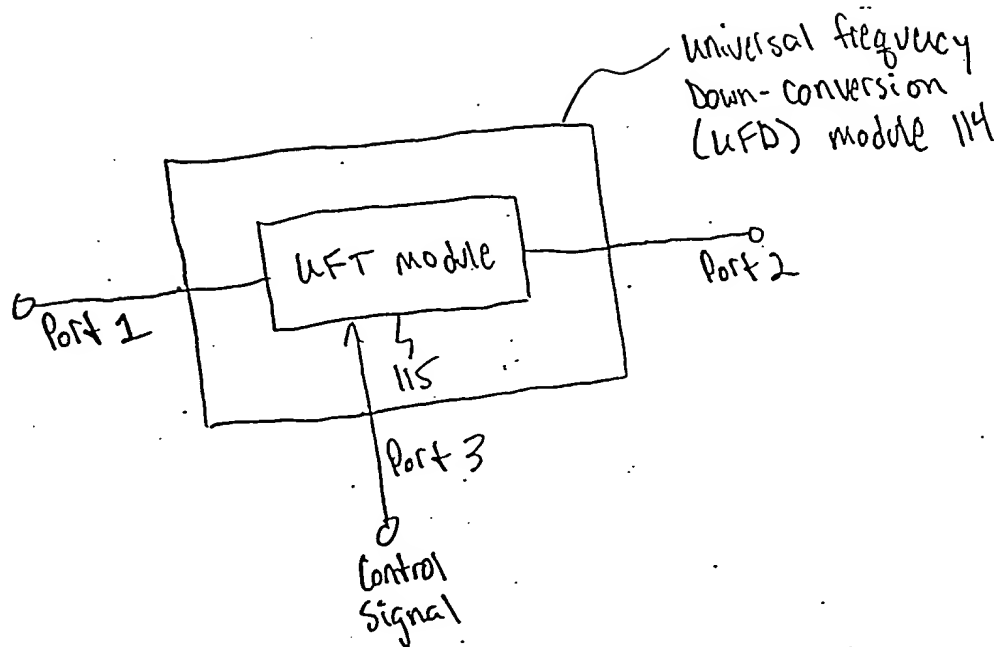 universal frequency
Down-conversion
(UFD) module 114
UFT module
Port 1
Port 2
115
Port 3
Control
Signal